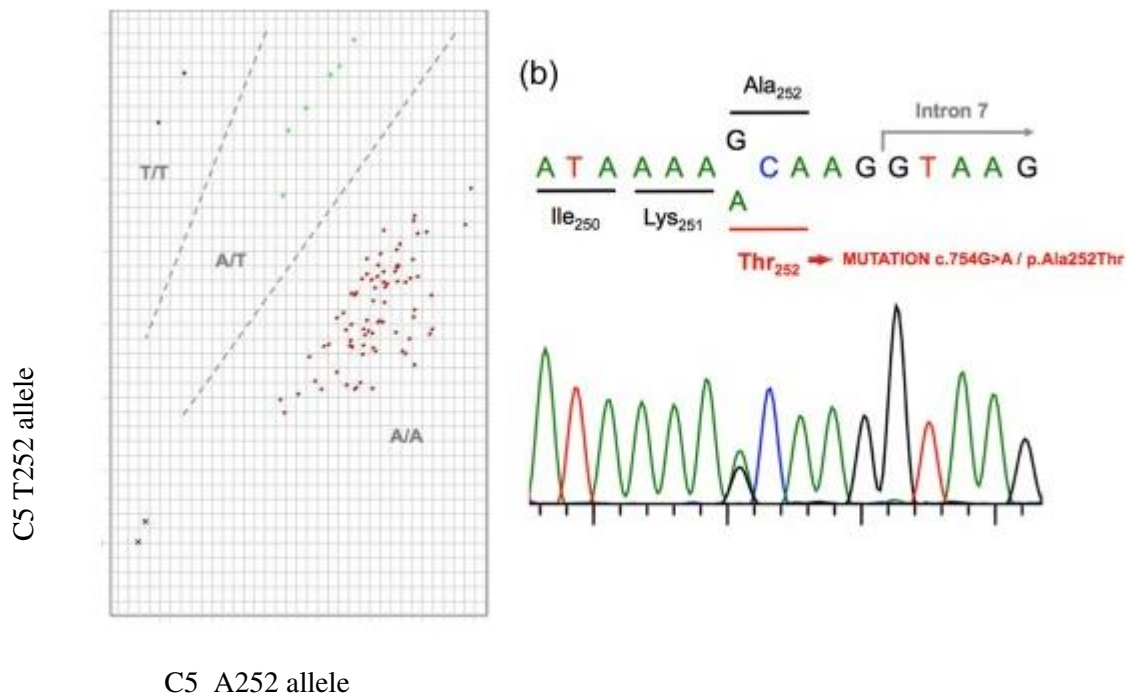 C5 T252 allele
T/T
A/T
A/A
C5 A252 allele
(b)
Ala252
Intron 7
G
A T A A A A C A A G G T A A G
A
Ile250 Lys251
Thr252 MUTATION c.754G>A / p.Ala252Thr